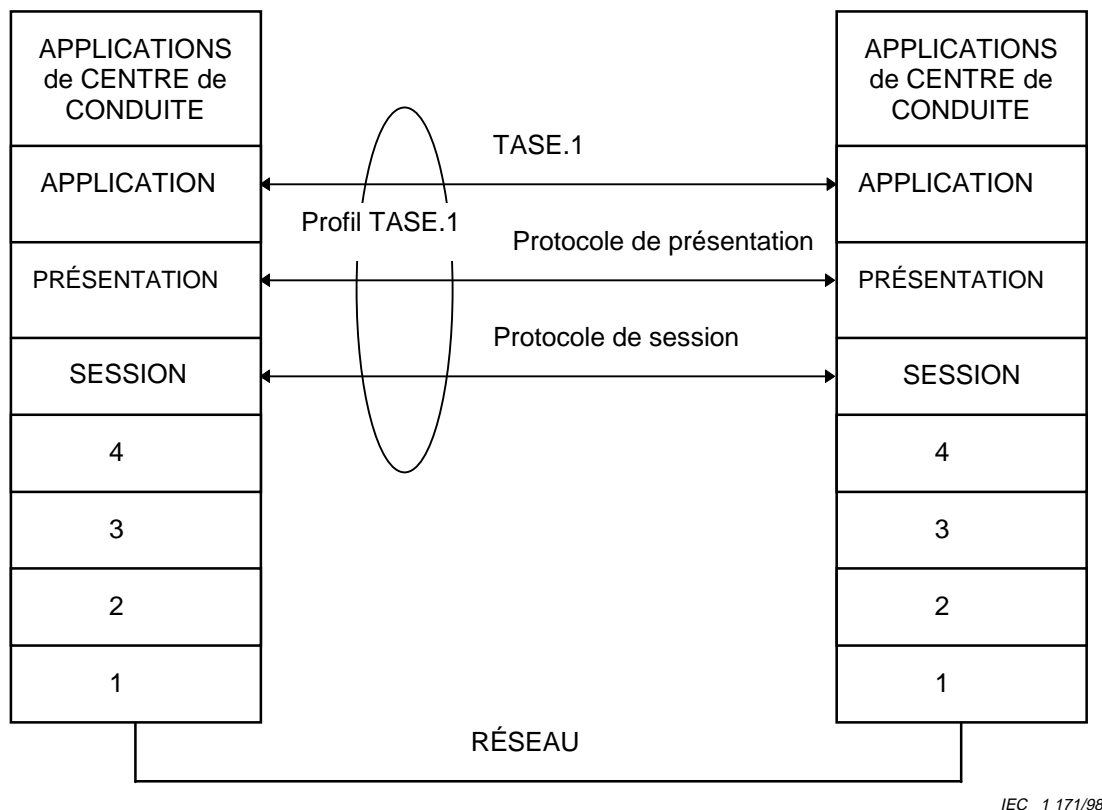 APPLICATIONS
de CENTRE de
CONDUITE
APPLICATIONS
de CENTRE de
CONDUITE
TASE.1
APPLICATION
APPLICATION
Profil TASE.1
Protocole de présentation
PRÉSENTATION
PRÉSENTATION
Protocole de session
SESSION
SESSION
4
4
3
3
2
2
1
1
RÉSEAU
IEC 1 171/98